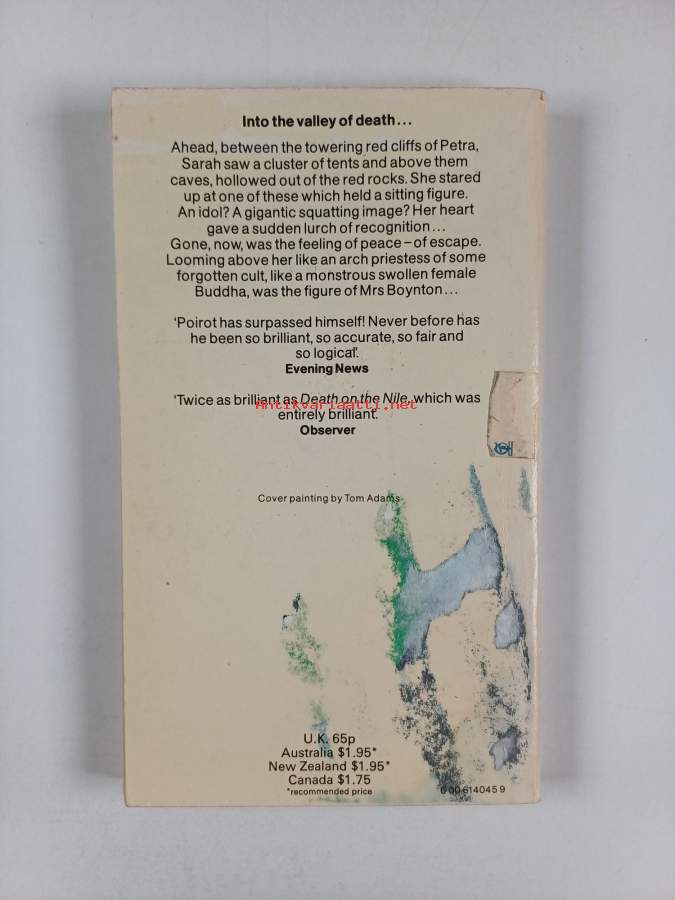 Into the valley of death...
Ahead, between the towering red cliffs of Petra,
Sarah saw a cluster of tents and above them
caves, hollowed out of the red rocks. She stared
up at one of these which held a sitting figure.
An idol? A gigantic squatting image? Her heart
gave a sudden lurch of recognition...
Gone, now, was the feeling of peace – of escape.
Looming above her like an arch priestess of some
forgotten cult, like a monstrous swollen female
Buddha, was the figure of Mrs Boynton...
'Poirot has surpassed himself! Never before has
he been so brilliant, so accurate, so fair and
so logical'.
Evening News
'Twice as brilliant as Death on the Nile, which was
Antikvariaatti.net
entirely brilliant'.
Observer
Cover painting by Tom Adams
U.K. 65p
Australia $1.95*
New Zealand $1.95*
Canada $1.75
*recommended price
0 00 614045 9